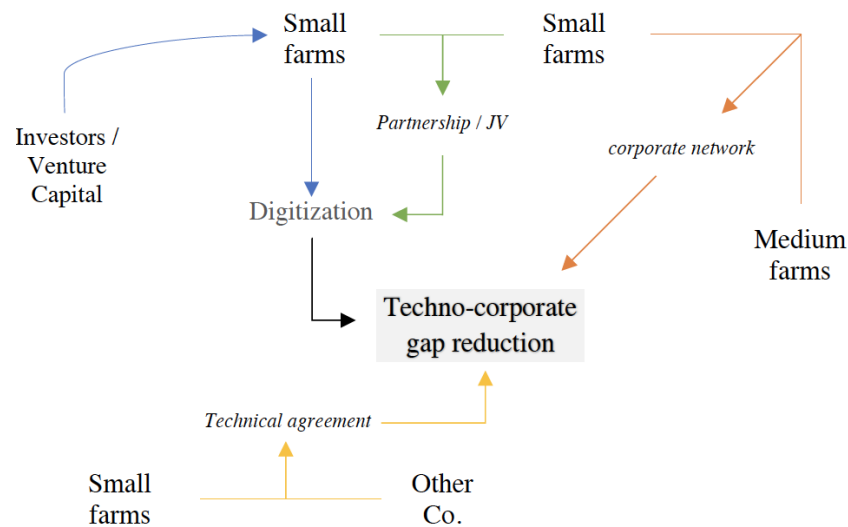 Small
farms
Small
farms
Partnership / JV
Investors /
Venture
Capital
corporate network
Digitization
Medium
farms
Techno-corporate
gap reduction
Technical agreement
Small
farms
Other
Co.